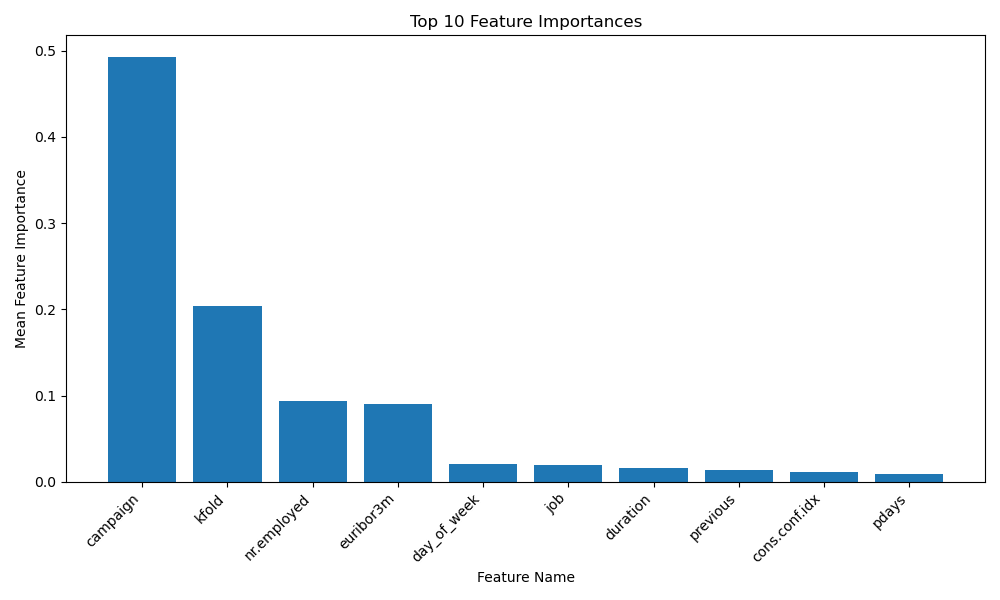 Top 10 Feature Importances
Mean Feature Importance
0.5
0.4
0.3
0.2
0.1
0.0
campaign
kfold
nr.employed
euribor3m
day_of_week
job
duration
previous
cons.conf.idx
pdays
Feature Name